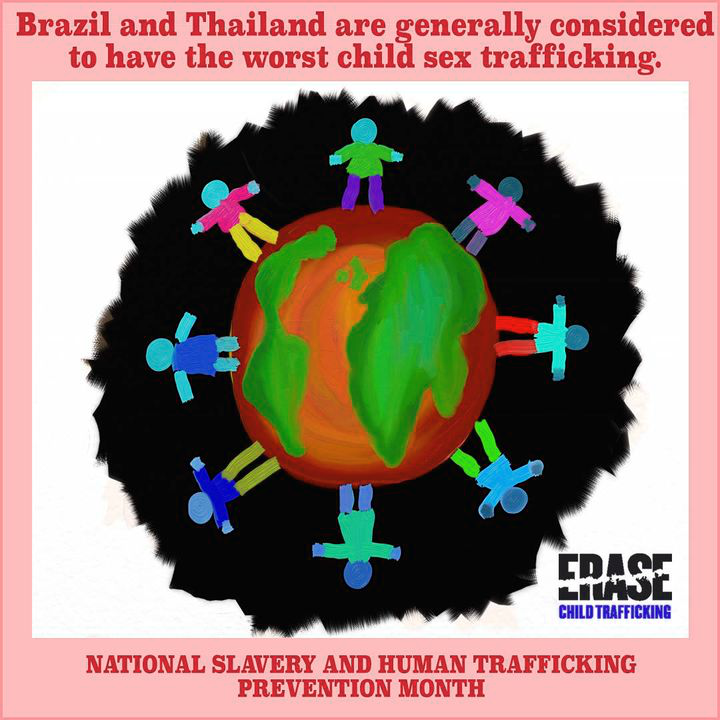 Brazil and Thailand are generally considered
to have the worst child sex trafficking.
ERASE
CHILD TRAFFICKING
NATIONAL SLAVERY AND HUMAN TRAFFICKING
PREVENTION MONTH